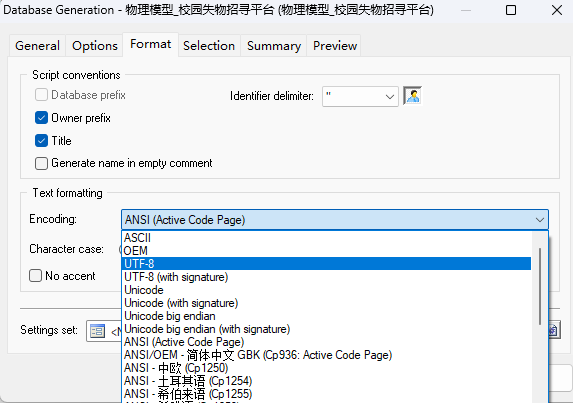 Database Generation - 物理模型_校园失物招寻平台 (物理模型_校园失物招寻平台)
General Options Format Selection Summary Preview
Script conventions
Database prefix
Identifier delimiter: "
Owner prefix
Title
Generate name in empty comment
Text formatting
Encoding: ANSI (Active Code Page)
ASCII
OEM
Character case:
UTF-8
No accent
UTF-8 (with signature)
Unicode
Unicode (with signature)
Unicode big endian
Settings set:
Unicode big endian (with signature)
ANSI (Active Code Page)
ANSI/OEM - 简体中文 GBK (Cp936: Active Code Page)
ANSI - 中欧 (Cp1250)
ANSI - 土耳其语 (Cp1254)
ANSI - 希伯来语 (Cp1255)